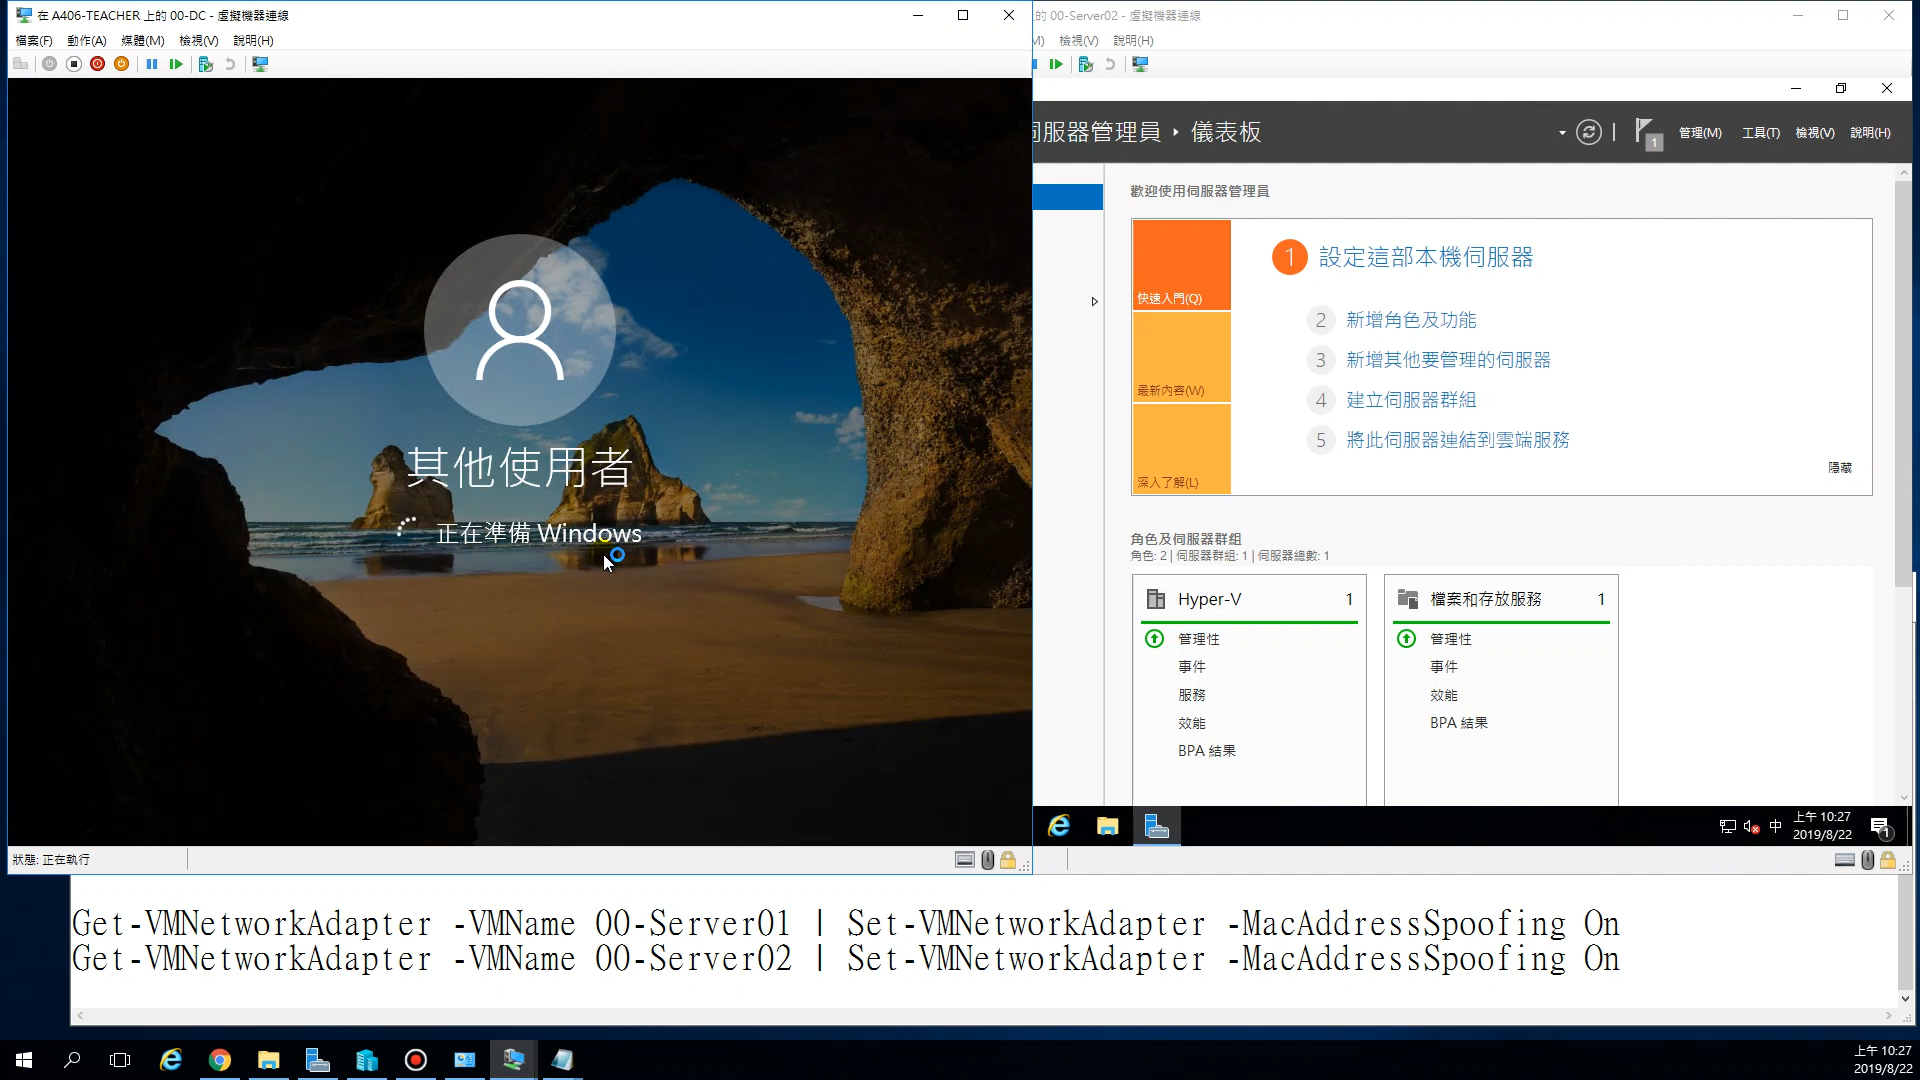 在 A406-TEACHER 上的 00-DC - 虛擬機器連線
檔案(F) 動作(A) 媒體(M) 檢視(V) 說明(H)
其他使用者
正在準備 Windows
狀態: 正在執行
的 00-Server02 - 虛擬機器連線
M) 檢視(V) 說明(H)
伺服器管理員 ‣ 儀表板
1
管理(M) 工具(T) 檢視(V) 說明(H)
歡迎使用伺服器管理員
快速入門(Q)
最新內容(W)
深入了解(L)
1 設定這部本機伺服器
2 新增角色及功能
3 新增其他要管理的伺服器
4 建立伺服器群組
5 將此伺服器連結到雲端服務
隱藏
角色及伺服器群組
角色: 2 | 伺服器群組: 1 | 伺服器總數: 1
Hyper-V 1
管理性
事件
服務
效能
BPA 結果
檔案和存放服務 1
管理性
事件
效能
BPA 結果
中
上午 10:27
2019/8/22
1
Get-VMNetworkAdapter -VMName 00-Server01 | Set-VMNetworkAdapter -MacAddressSpoofing On
Get-VMNetworkAdapter -VMName 00-Server02 | Set-VMNetworkAdapter -MacAddressSpoofing On
上午 10:27
2019/8/22